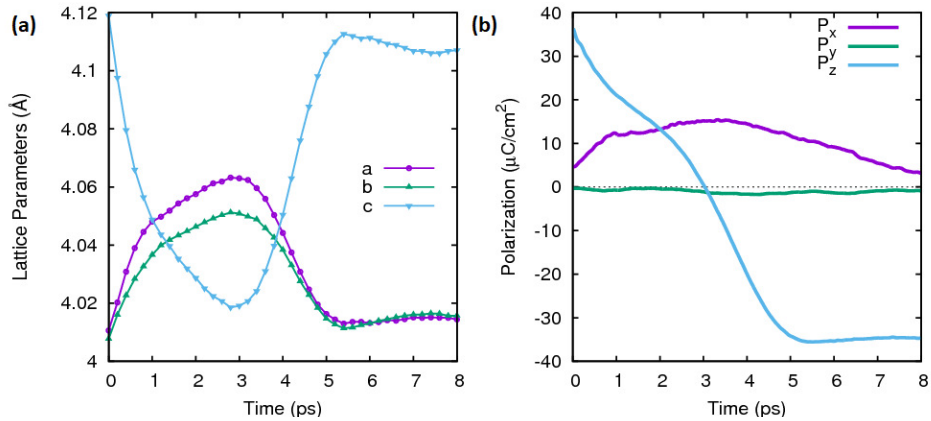 (a)
4.12
4.1
4.08
4.06
4.04
4.02
4
Lattice Parameters (Å)
a
b
c
0 1 2 3 4 5 6 7 8
Time (ps)
(b)
40
30
20
10
0
-10
-20
-30
-40
Polarization (μC/cm²)
Pₓ
P_y
P_z
0 1 2 3 4 5 6 7 8
Time (ps)